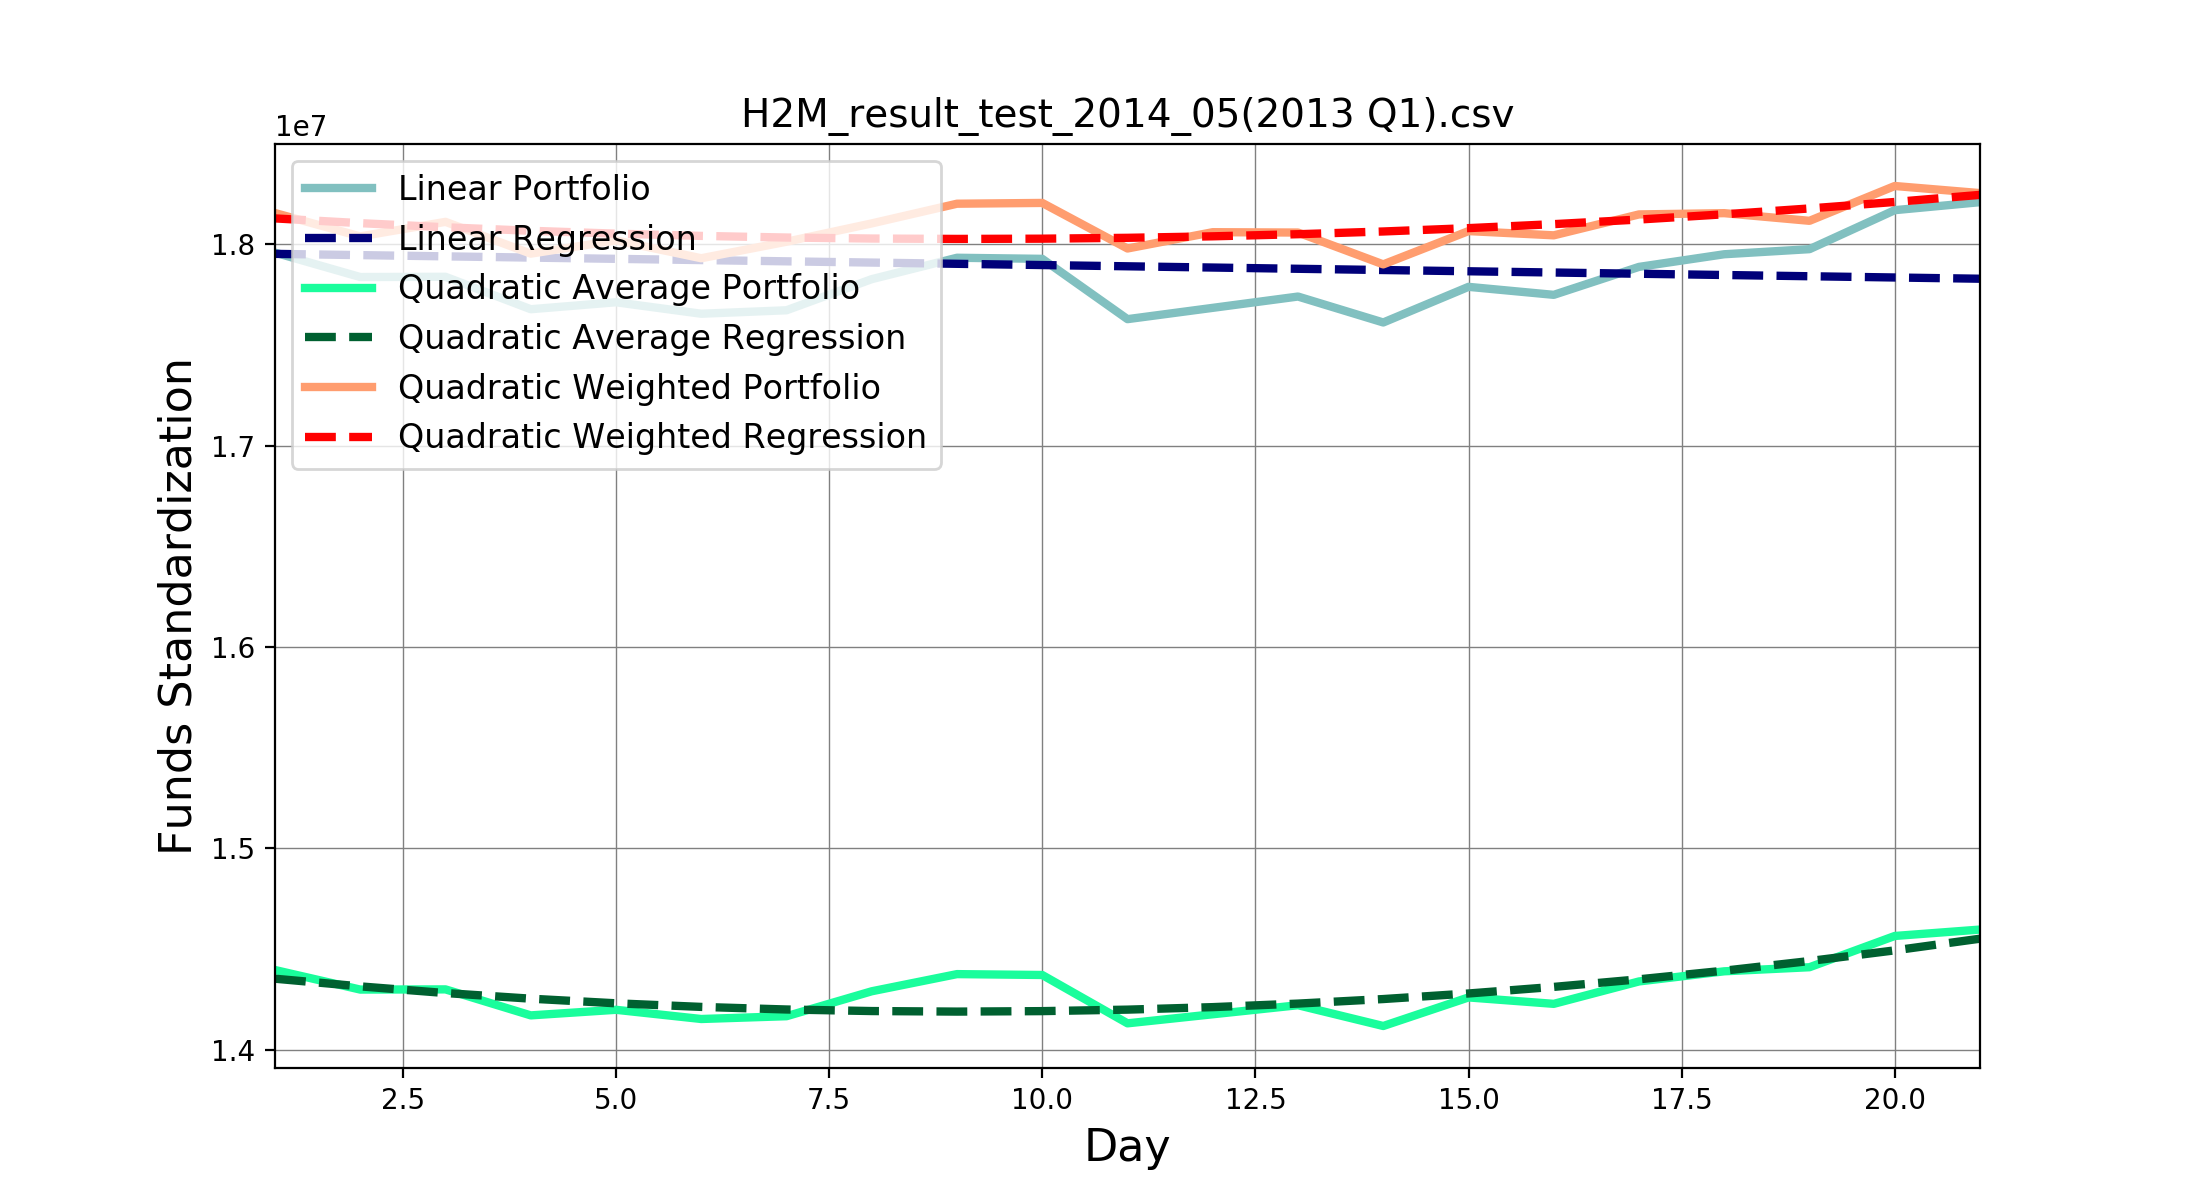 H2M_result_test_2014_05(2013 Q1).csv
1e7
Linear Portfolio
Linear Regression
Quadratic Average Portfolio
Quadratic Average Regression
Quadratic Weighted Portfolio
Quadratic Weighted Regression
Funds Standardization
1.8
1.7
1.6
1.5
1.4
2.5 5.0 7.5 10.0 12.5 15.0 17.5 20.0
Day